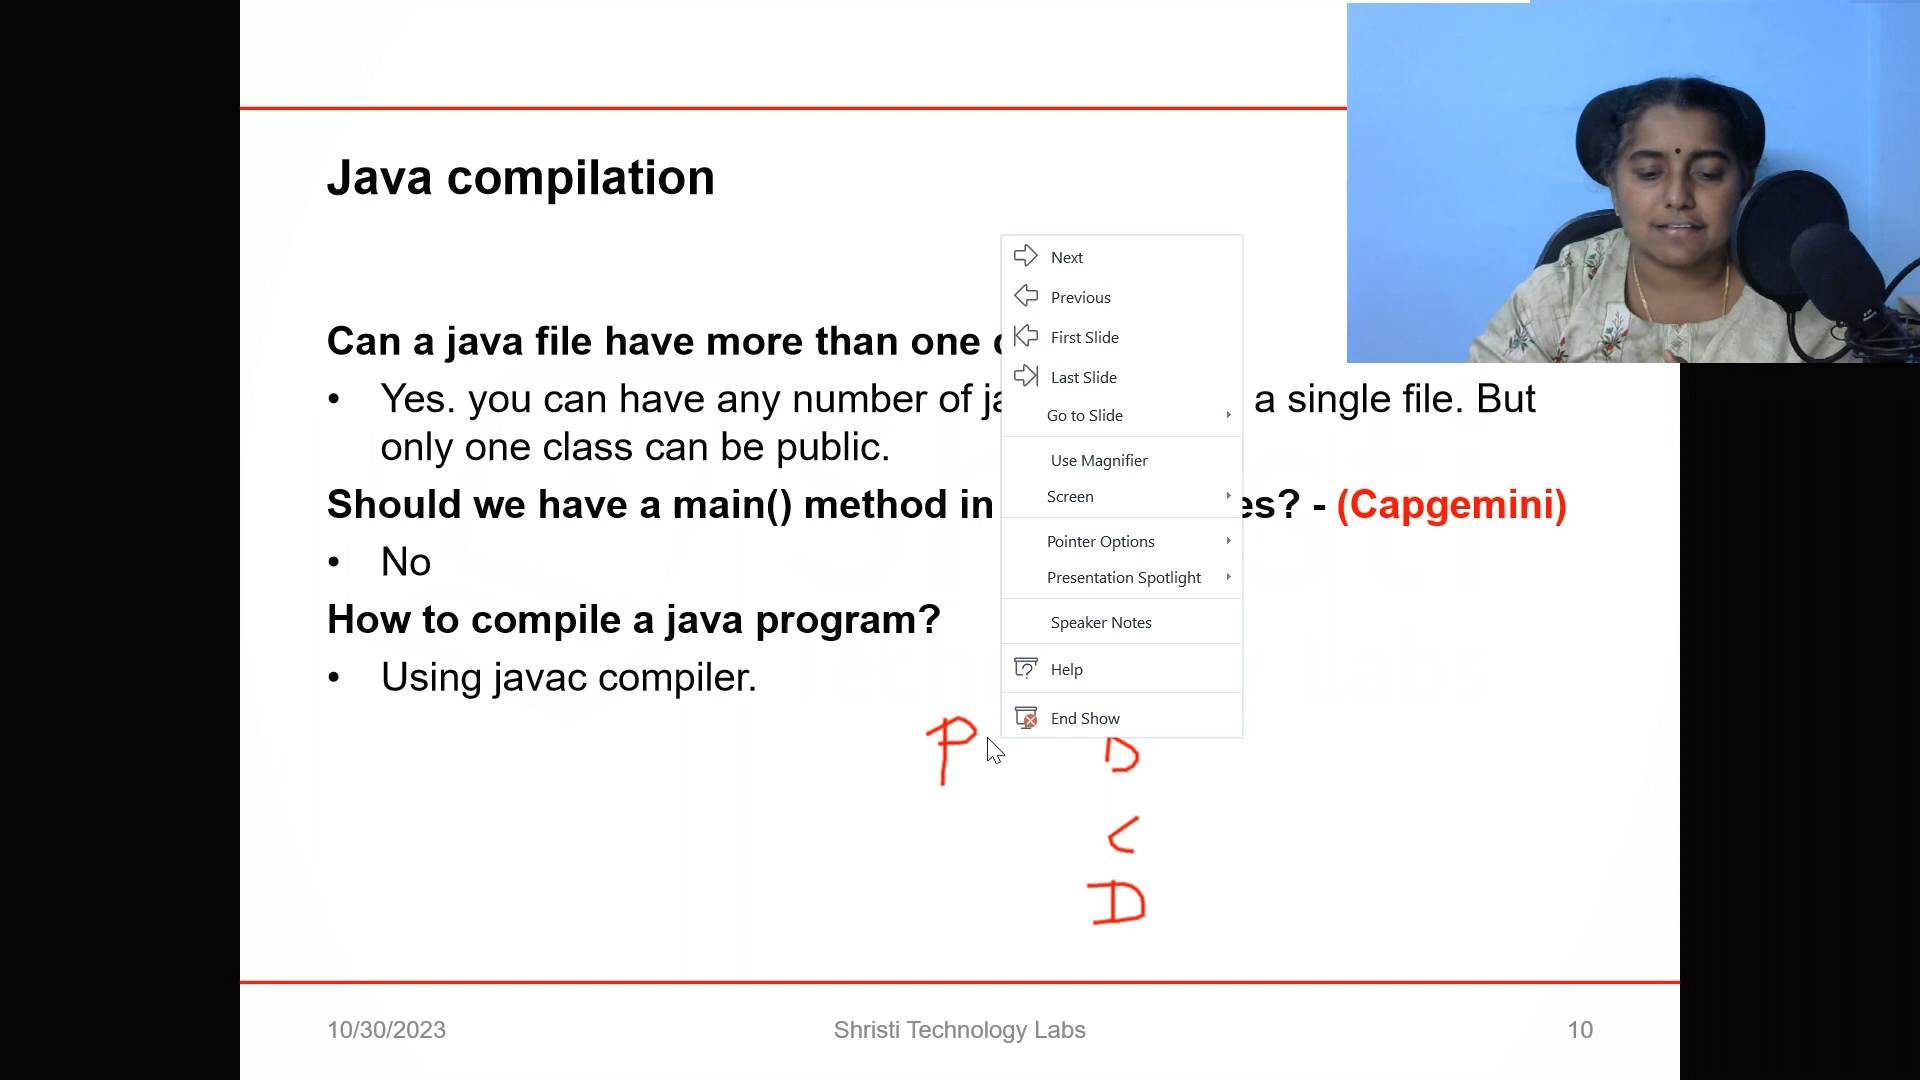 Java compilation
Can a java file have more than one
Yes. you can have any number of a single file. But
only one class can be public.
Should we have a main() method in ? - (Capgemini)
• No
How to compile a java program?
• Using javac compiler.
Next
Previous
First Slide
Last Slide
Go to Slide
Use Magnifier
Screen
Pointer Options
Presentation Spotlight
Speaker Notes
Help
End Show
P
D
C
D
10/30/2023
Shristi Technology Labs
10